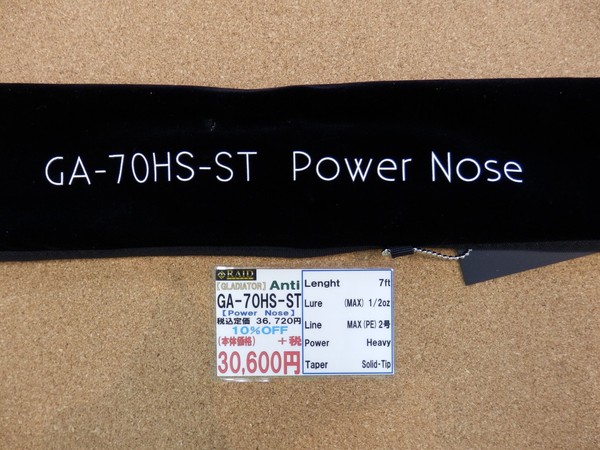 GA-70HS-ST Power Nose
RAID
[GLADIATOR] Anti
GA-70HS-ST
[Power Nose]
税込定価 36,720円
10%OFF
(本体価格) +税
30,600円
Lenght 7ft
Lure (MAX) 1/2oz
Line MAX(PE) 2号
Power Heavy
Taper Solid-Tip